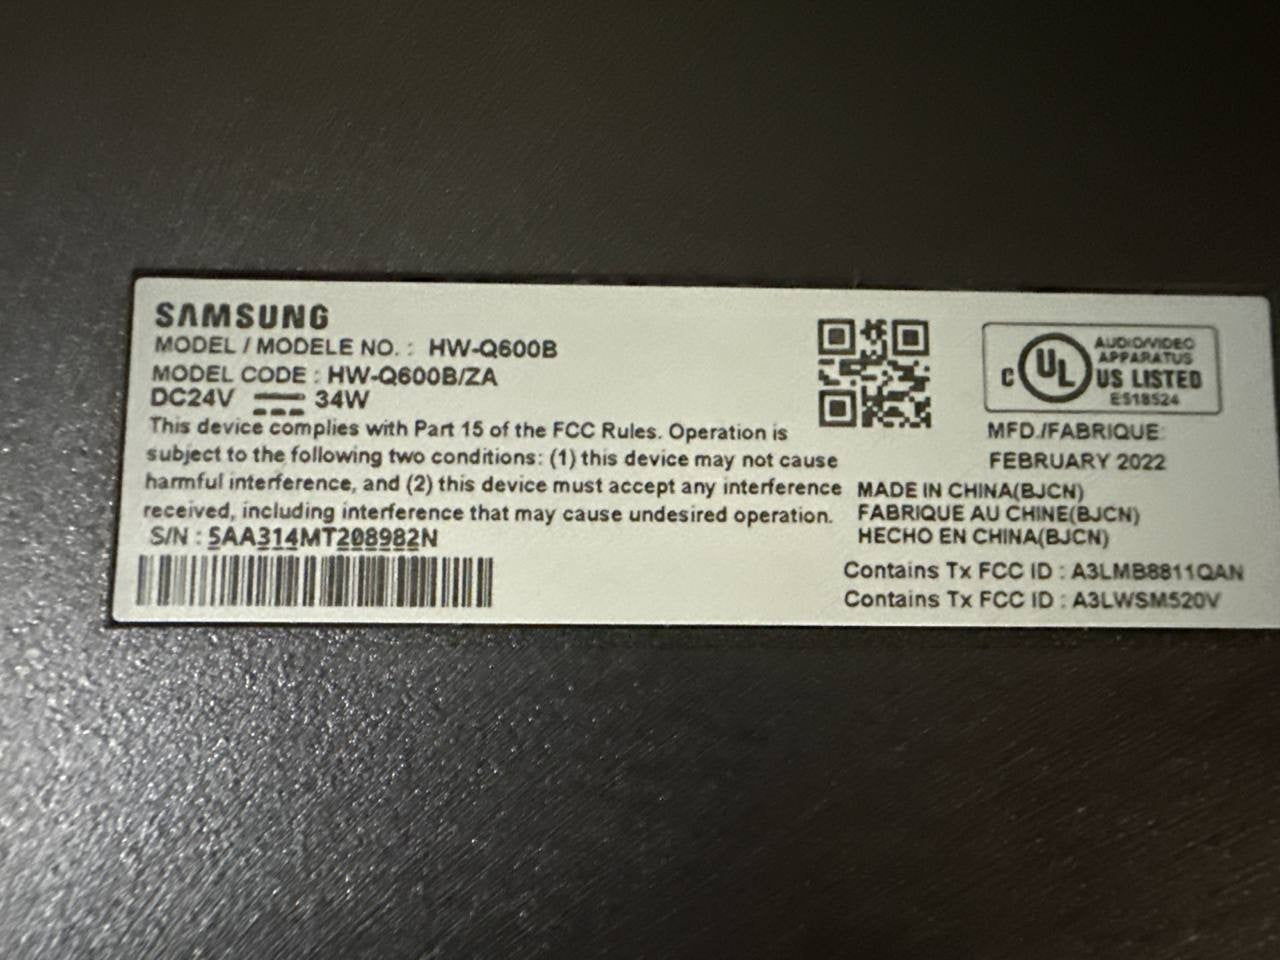 SAMSUNG
MODEL / MODELE NO. : HW-Q600B
MODEL CODE : HW-Q600B/ZA
DC24V 34W
This device complies with Part 15 of the FCC Rules. Operation is
subject to the following two conditions: (1) this device may not cause
harmful interference, and (2) this device must accept any interference
received, including interference that may cause undesired operation.
S/N : 5AA314MT208982N
C UL US LISTED
AUDIO/VIDEO
APPARATUS
E518524
MFD./FABRIQUE:
FEBRUARY 2022
MADE IN CHINA(BJCN)
FABRIQUE AU CHINE(BJCN)
HECHO EN CHINA(BJCN)
Contains Tx FCC ID : A3LMB8811QAN
Contains Tx FCC ID : A3LWSM520V